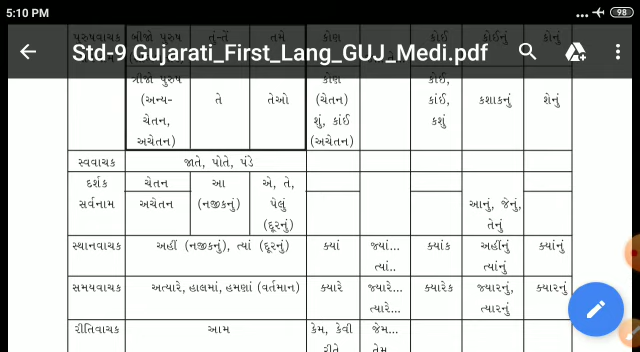 5:10 PM
98
Std-9 Gujarati_First_Lang_GUJ_Medi.pdf
પુરુષવાચક બીજો પુરુષ તું-તેં તમે કોણ કોઈ કોઈનું કોનું
ત્રીજો પુરુષ
(અન્ય-
ચેતન,
અચેતન)
તે
તેઓ
કોણ
(ચેતન)
શું, કાંઈ
(અચેતન)
કોઈ,
કાંઈ,
કશું
કશાકનું
શેનું
સ્વવાચક જાતે, પોતે, પંડે
દર્શક
સર્વનામ
ચેતન
અચેતન
આ
(નજીકનું)
એ, તે,
પેલું
(દૂરનું)
આનું, જેનું,
તેનું
સ્થાનવાચક અહીં (નજીકનું), ત્યાં (દૂરનું) ક્યાં જ્યાં... ક્યાંક અહીંનું ક્યાંનું
ત્યાં.. ત્યાંનું
સમયવાચક અત્યારે, હાલમાં, હમણાં (વર્તમાન) ક્યારે જ્યારે... ક્યારેક જ્યારનું, ક્યારનું
ત્યારે... ત્યારનું
રીતિવાચક આમ કેમ, કેવી જેમ...
રીતે તેમ